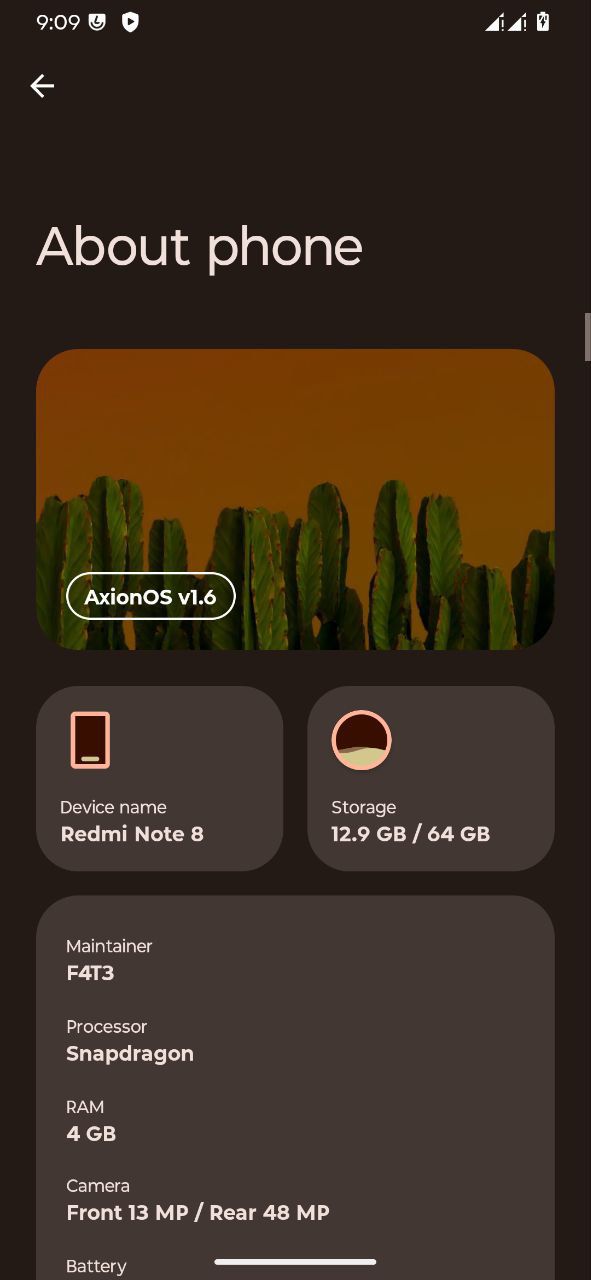 9:09
About phone
AxionOS v1.6
Device name
Redmi Note 8
Storage
12.9 GB / 64 GB
Maintainer
F4T3
Processor
Snapdragon
RAM
4 GB
Camera
Front 13 MP / Rear 48 MP
Battery